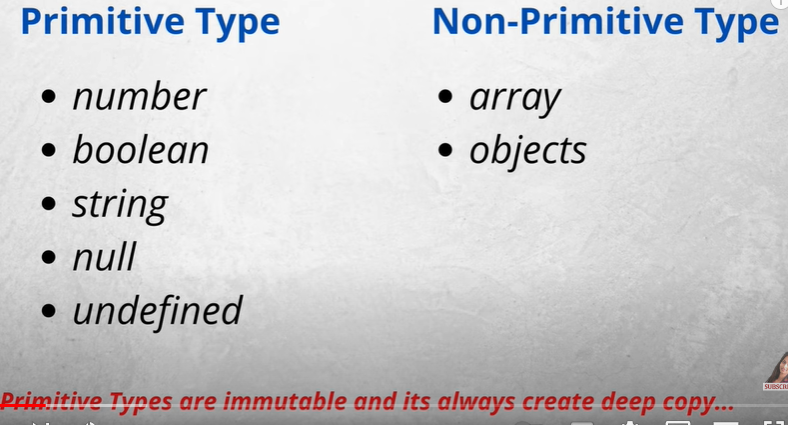 Primitive Type
number
boolean
string
null
undefined
Non-Primitive Type
array
objects
Primitive Types are immutable and its always create deep copy...